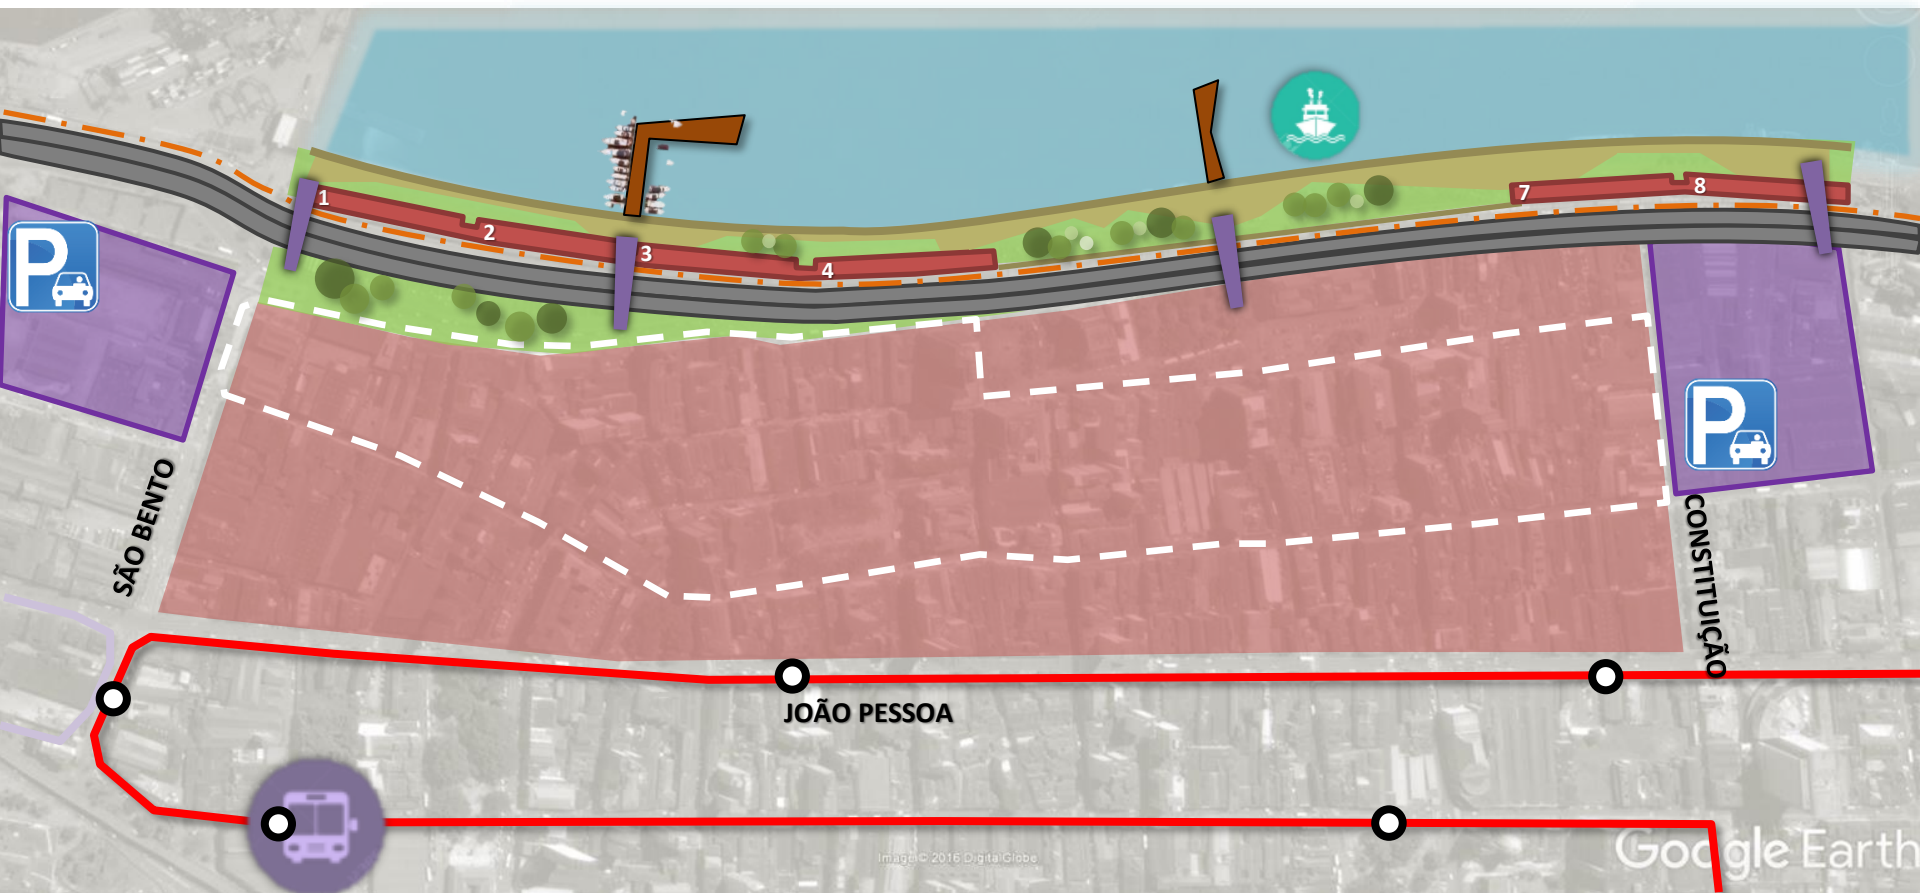 1
2
3
4
7
8
P
P
SÃO BENTO
CONSTITUIÇÃO
JOÃO PESSOA
Image © 2016 DigitalGlobe
Google Earth